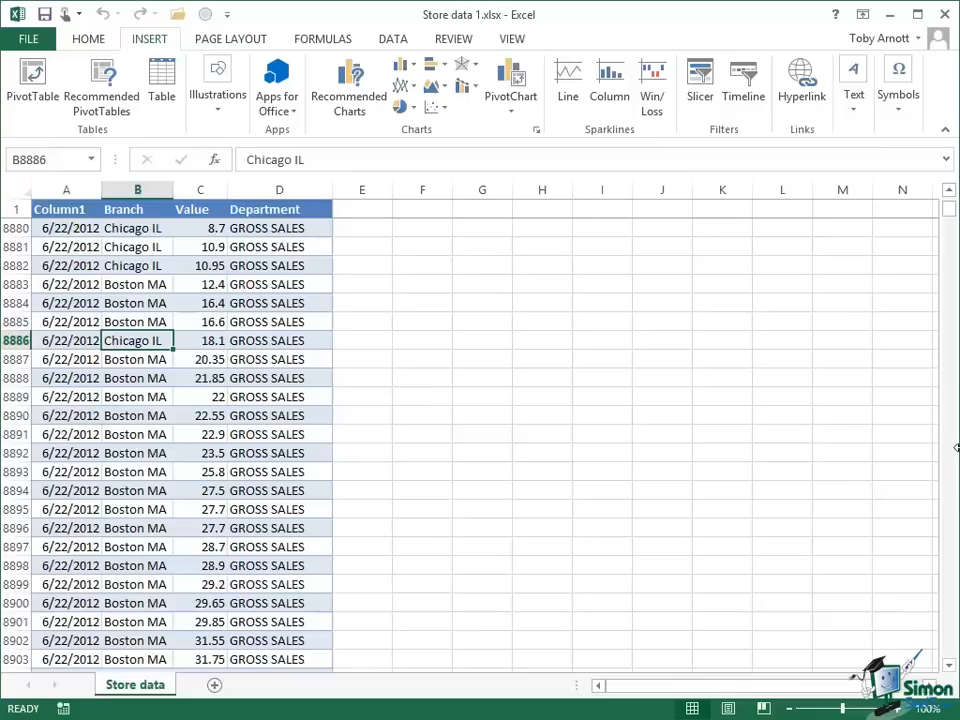 Store data 1.xlsx - Excel
FILE HOME INSERT PAGE LAYOUT FORMULAS DATA REVIEW VIEW Toby Arnott
PivotTable Recommended PivotTables Table Illustrations Apps for Office Recommended Charts PivotChart Line Column Win/Loss Slicer Timeline Hyperlink Text Symbols
Tables Apps Charts Sparklines Filters Links
B8886 fx Chicago IL
A B C D E F G H I J K L M N
1 Column1 Branch Value Department
8880 6/22/2012 Chicago IL 8.7 GROSS SALES
8881 6/22/2012 Chicago IL 10.9 GROSS SALES
8882 6/22/2012 Chicago IL 10.95 GROSS SALES
8883 6/22/2012 Boston MA 12.4 GROSS SALES
8884 6/22/2012 Boston MA 16.4 GROSS SALES
8885 6/22/2012 Boston MA 16.6 GROSS SALES
8886 6/22/2012 Chicago IL 18.1 GROSS SALES
8887 6/22/2012 Boston MA 20.35 GROSS SALES
8888 6/22/2012 Boston MA 21.85 GROSS SALES
8889 6/22/2012 Boston MA 22 GROSS SALES
8890 6/22/2012 Boston MA 22.55 GROSS SALES
8891 6/22/2012 Boston MA 22.9 GROSS SALES
8892 6/22/2012 Boston MA 23.5 GROSS SALES
8893 6/22/2012 Boston MA 25.8 GROSS SALES
8894 6/22/2012 Boston MA 27.5 GROSS SALES
8895 6/22/2012 Boston MA 27.7 GROSS SALES
8896 6/22/2012 Boston MA 27.7 GROSS SALES
8897 6/22/2012 Boston MA 28.7 GROSS SALES
8898 6/22/2012 Boston MA 28.9 GROSS SALES
8899 6/22/2012 Boston MA 29.2 GROSS SALES
8900 6/22/2012 Boston MA 29.65 GROSS SALES
8901 6/22/2012 Boston MA 29.85 GROSS SALES
8902 6/22/2012 Boston MA 31.55 GROSS SALES
8903 6/22/2012 Boston MA 31.75 GROSS SALES
Store data
Simon
READY 100%